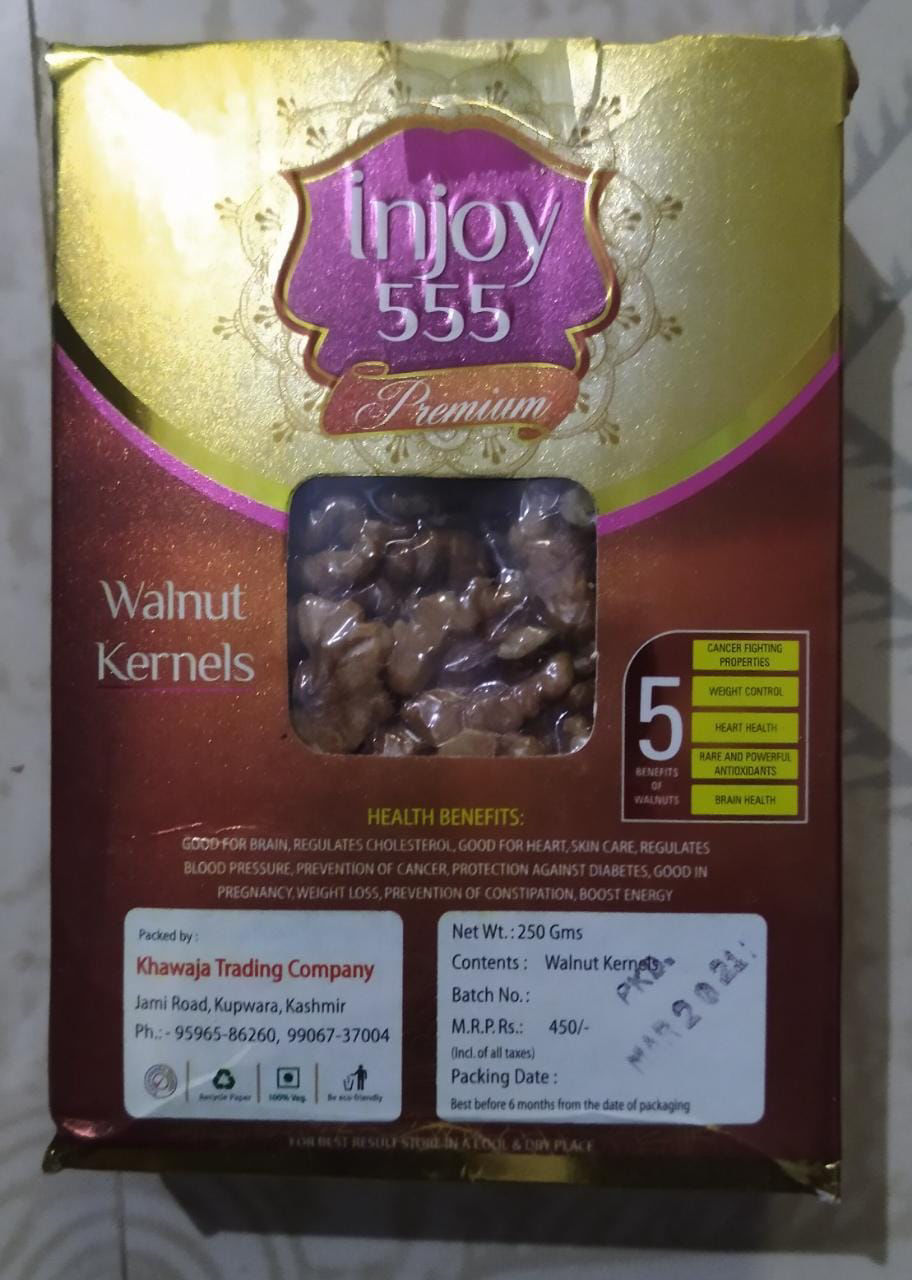 injoy
555
Premium
Walnut
Kernels
5
BENEFITS
OF
WALNUTS
CANCER FIGHTING
PROPERTIES
WEIGHT CONTROL
HEART HEALTH
RARE AND POWERFUL
ANTIOXIDANTS
BRAIN HEALTH
HEALTH BENEFITS:
GOOD FOR BRAIN, REGULATES CHOLESTEROL, GOOD FOR HEART, SKIN CARE, REGULATES
BLOOD PRESSURE, PREVENTION OF CANCER, PROTECTION AGAINST DIABETES, GOOD IN
PREGNANCY, WEIGHT LOSS, PREVENTION OF CONSTIPATION, BOOST ENERGY
Packed by :
Khawaja Trading Company
Jami Road, Kupwara, Kashmir
Ph.:- 95965-86260, 99067-37004
Recycle Paper
100% Veg.
Be eco-friendly
Net Wt. : 250 Gms
Contents : Walnut Kernels
Batch No. :
M.R.P. Rs.: 450/-
(Incl. of all taxes)
Packing Date :
Best before 6 months from the date of packaging
PKD.
MAR 2021
FOR BEST RESULT STORE IN A COOL & DRY PLACE